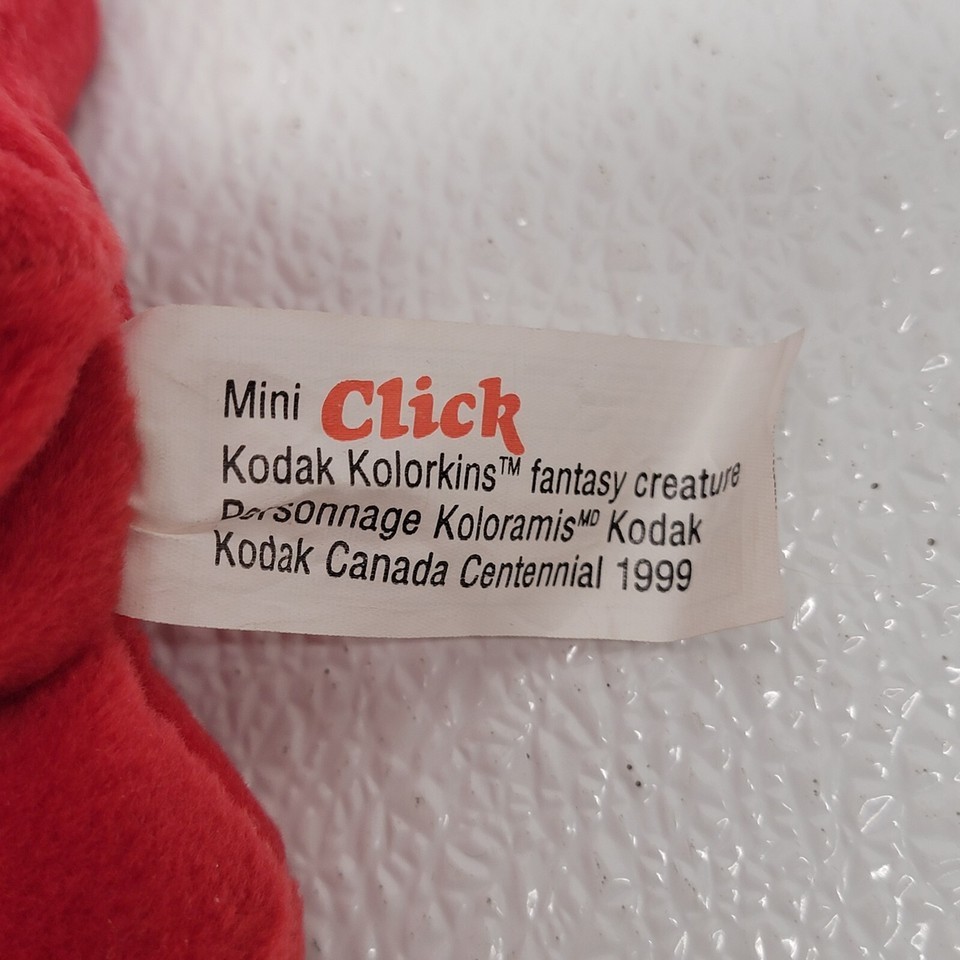 Mini Click
Kodak Kolorkins™ fantasy creature
Personnage Koloramis MD Kodak
Kodak Canada Centennial 1999